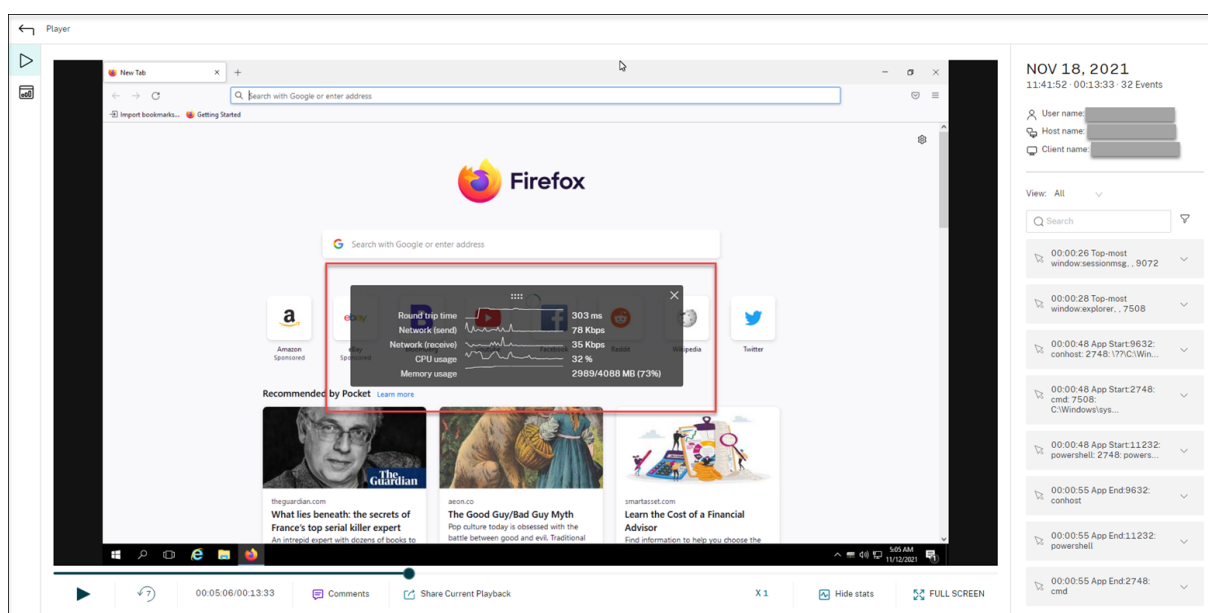 Player
New Tab
Search with Google or enter address
Import bookmarks... Getting Started
Firefox
Search with Google or enter address
Round trip time 303 ms
Network (send) 78 Kbps
Network (receive) 35 Kbps
CPU usage 32 %
Memory usage 2989/4088 MB (73%)
Amazon
Sponsored
eBay
Sponsored
Facebook
Reddit
Wikipedia
Twitter
Recommended by Pocket Learn more
The
Guardian
theguardian.com
What lies beneath: the secrets of
France's top serial killer expert
An intrepid expert with dozens of books to
aeon.co
The Good Guy/Bad Guy Myth
Pop culture today is obsessed with the
battle between good and evil. Traditional
smartasset.com
Learn the Cost of a Financial
Advisor
Find information to help you choose the
5:05 AM
11/12/2021
7
00:05:06/00:13:33
Comments
Share Current Playback
X 1
Hide stats
FULL SCREEN
NOV 18, 2021
11:41:52 · 00:13:33 · 32 Events
User name:
Host name:
Client name:
View: All
Search
00:00:26 Top-most
window:sessionmsg, , 9072
00:00:28 Top-most
window:explorer, , 7508
00:00:48 App Start:9632:
conhost: 2748: \??\C:\Win...
00:00:48 App Start:2748:
cmd: 7508:
C:\Windows\sys...
00:00:48 App Start:11232:
powershell: 2748: powers...
00:00:55 App End:9632:
conhost
00:00:55 App End:11232:
powershell
00:00:55 App End:2748:
cmd